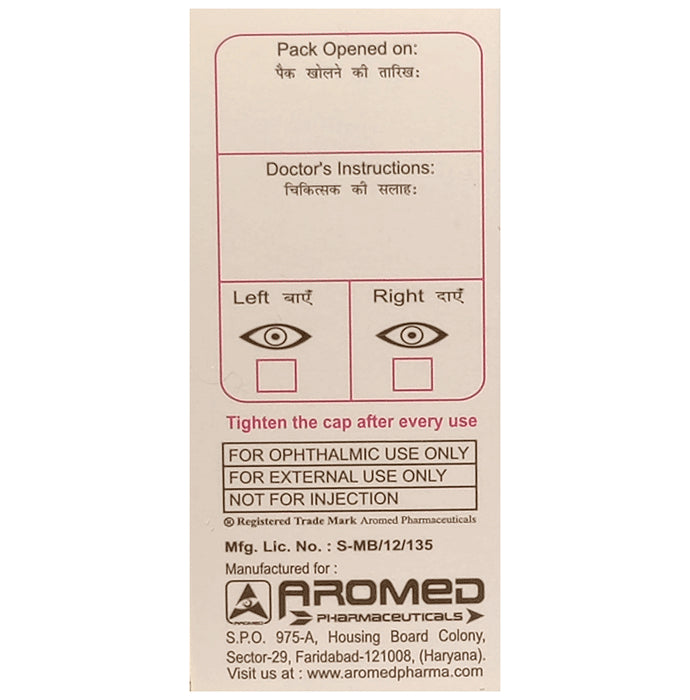 Pack Opened on:
पैक खोलने की तारिख:
Doctor's Instructions:
चिकित्सक की सलाह:
Left बाएँ
Right दाएँ
Tighten the cap after every use
FOR OPHTHALMIC USE ONLY
FOR EXTERNAL USE ONLY
NOT FOR INJECTION
® Registered Trade Mark Aromed Pharmaceuticals
Mfg. Lic. No. : S-MB/12/135
Manufactured for :
AROMED
AROMED
PHARMACEUTICALS
S.P.O. 975-A, Housing Board Colony,
Sector-29, Faridabad-121008, (Haryana).
Visit us at : www.aromedpharma.com